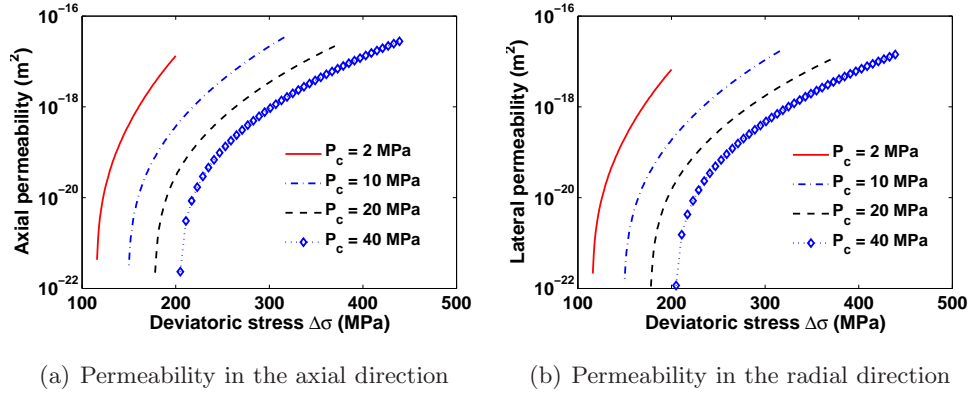 10^−16
10^−18
10^−20
10^−22
Axial permeability (m²)
P_c = 2 MPa
P_c = 10 MPa
P_c = 20 MPa
P_c = 40 MPa
100 200 300 400 500
Deviatoric stress Δσ (MPa)
(a) Permeability in the axial direction
10^−16
10^−18
10^−20
10^−22
Lateral permeability (m²)
P_c = 2 MPa
P_c = 10 MPa
P_c = 20 MPa
P_c = 40 MPa
100 200 300 400 500
Deviatoric stress Δσ (MPa)
(b) Permeability in the radial direction